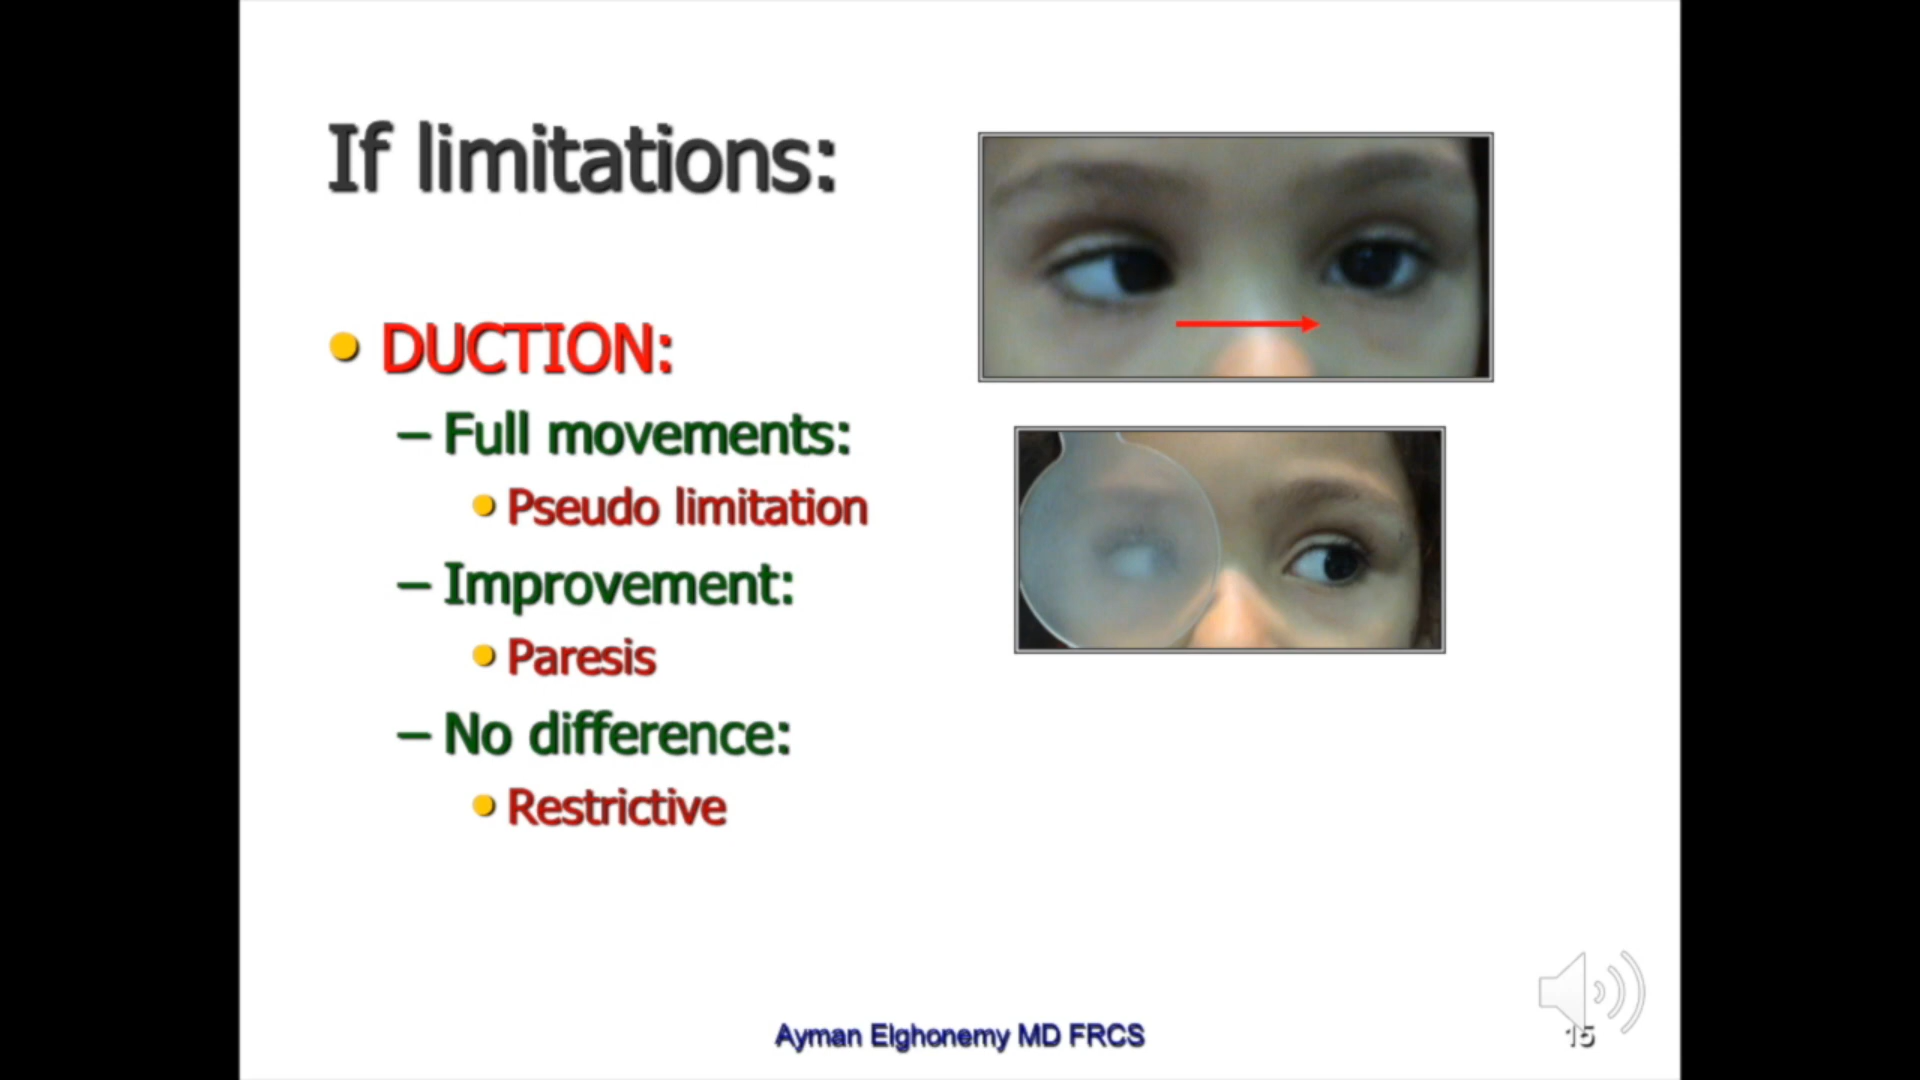 If limitations:
• DUCTION:
– Full movements:
• Pseudo limitation
– Improvement:
• Paresis
– No difference:
• Restrictive
Ayman Elghonemy MD FRCS
15